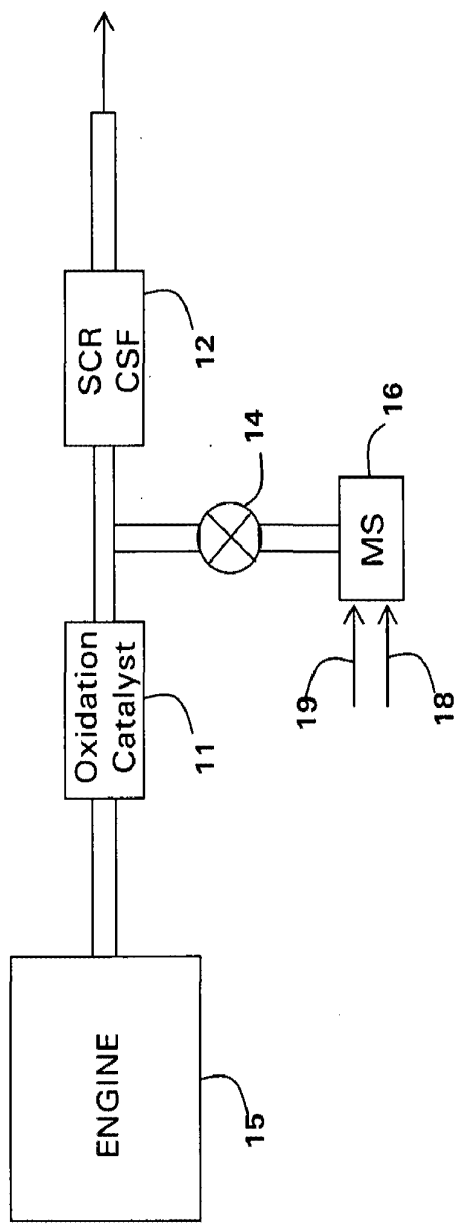 ENGINE
15
Oxidation
Catalyst
11
SCR
CSF
12
14
MS
16
19
18